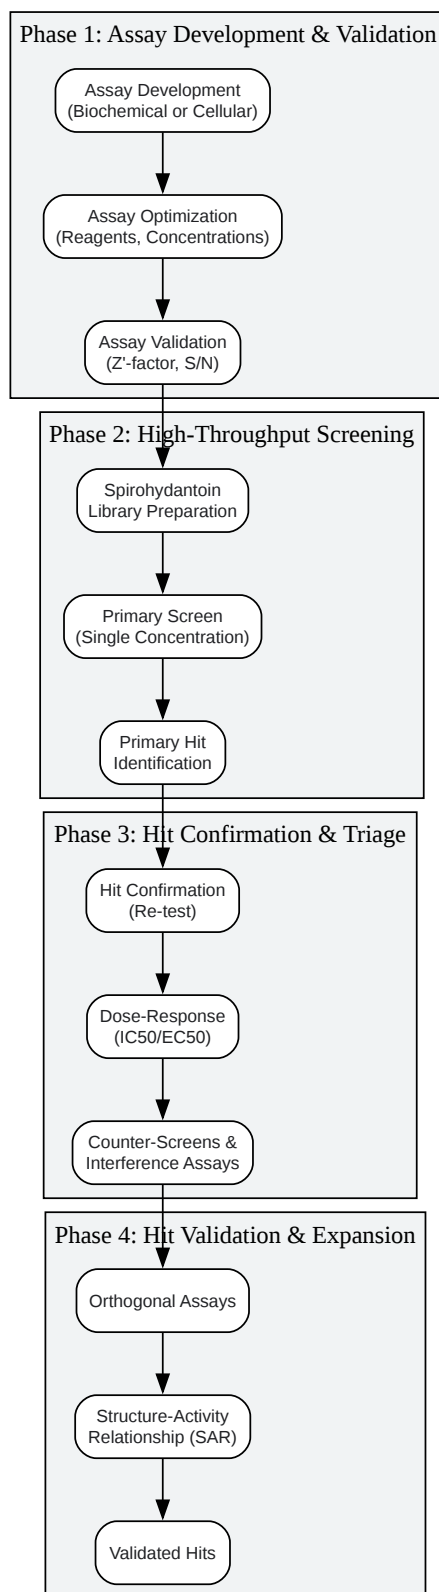 Phase 1: Assay Development & Validation
Assay Development
(Biochemical or Cellular)
Assay Optimization
(Reagents, Concentrations)
Assay Validation
(Z'-factor, S/N)
Phase 2: High-Throughput Screening
Spirohydantoin
Library Preparation
Primary Screen
(Single Concentration)
Primary Hit
Identification
Phase 3: Hit Confirmation & Triage
Hit Confirmation
(Re-test)
Dose-Response
(IC50/EC50)
Counter-Screens &
Interference Assays
Phase 4: Hit Validation & Expansion
Orthogonal Assays
Structure-Activity
Relationship (SAR)
Validated Hits